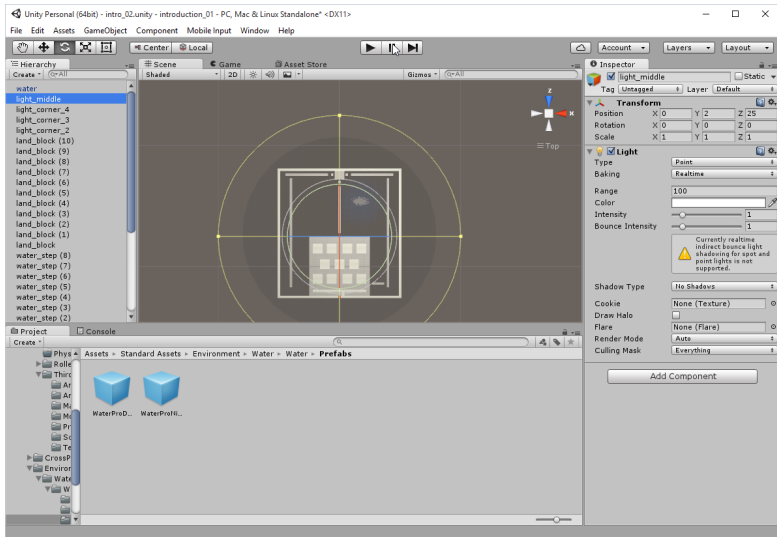 Unity Personal (64bit) - intro_02.unity - introduction_01 - PC, Mac & Linux Standalone* <DX11>
File Edit Assets GameObject Component Mobile Input Window Help
Center Local Account Layers Layout
Hierarchy
Create All
water
light_middle
light_corner_4
light_corner_3
light_corner_2
land_block (10)
land_block (9)
land_block (8)
land_block (7)
land_block (6)
land_block (5)
land_block (4)
land_block (3)
land_block (2)
land_block (1)
land_block
water_step (8)
water_step (7)
water_step (6)
water_step (5)
water_step (4)
water_step (3)
water_step (2)
Scene Game Asset Store
Shaded 2D Gizmos All
z
x
Top
Inspector
light_middle Static
Tag Untagged Layer Default
Transform
Position X 0 Y 2 Z 25
Rotation X 0 Y 0 Z 0
Scale X 1 Y 1 Z 1
Light
Type Point
Baking Realtime
Range 100
Color
Intensity 1
Bounce Intensity 1
Currently realtime
indirect bounce light
shadowing for spot and
point lights is not
supported.
Shadow Type No Shadows
Cookie None (Texture)
Draw Halo
Flare None (Flare)
Render Mode Auto
Culling Mask Everything
Add Component
Project Console
Create
Phys
Rolle
Thirc
Ar
Ar
Ma
Mo
Pr
Sc
Te
CrossP
Enviror
Wate
W
Assets ▸ Standard Assets ▸ Environment ▸ Water ▸ Water ▸ Prefabs
WaterProD... WaterProNi...